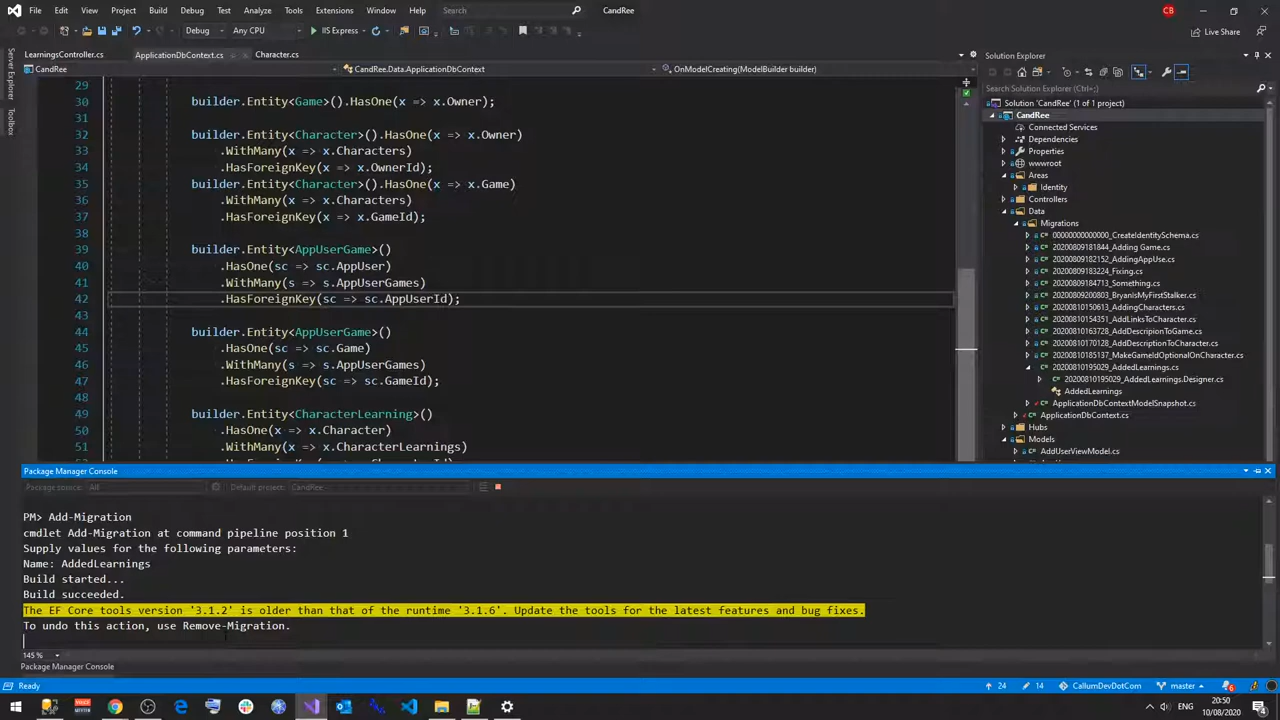 File Edit View Project Build Debug Test Analyze Tools Extensions Window Help Search CandRee CB
Debug Any CPU IIS Express Live Share
LearningsController.cs ApplicationDbContext.cs Character.cs
CandRee CandRee.Data.ApplicationDbContext OnModelCreating(ModelBuilder builder)
Server Explorer
Toolbox
29
30 builder.Entity<Game>().HasOne(x => x.Owner);
31
32 builder.Entity<Character>().HasOne(x => x.Owner)
33 .WithMany(x => x.Characters)
34 .HasForeignKey(x => x.OwnerId);
35 builder.Entity<Character>().HasOne(x => x.Game)
36 .WithMany(x => x.Characters)
37 .HasForeignKey(x => x.GameId);
38
39 builder.Entity<AppUserGame>()
40 .HasOne(sc => sc.AppUser)
41 .WithMany(s => s.AppUserGames)
42 .HasForeignKey(sc => sc.AppUserId);
43
44 builder.Entity<AppUserGame>()
45 .HasOne(sc => sc.Game)
46 .WithMany(s => s.AppUserGames)
47 .HasForeignKey(sc => sc.GameId);
48
49 builder.Entity<CharacterLearning>()
50 .HasOne(x => x.Character)
51 .WithMany(x => x.CharacterLearnings)
Solution Explorer
Search Solution Explorer (Ctrl+;)
Solution 'CandRee' (1 of 1 project)
CandRee
Connected Services
Dependencies
Properties
wwwroot
Areas
Identity
Controllers
Data
Migrations
00000000000000_CreateIdentitySchema.cs
20200809181844_Adding Game.cs
20200809182152_AddingAppUse.cs
20200809183224_Fixing.cs
20200809184713_Something.cs
20200809200803_BryanIsMyFirstStalker.cs
20200810150613_AddingCharacters.cs
20200810154351_AddLinksToCharacter.cs
20200810163728_AddDescripionToGame.cs
20200810170128_AddDescriptionToCharacter.cs
20200810185137_MakeGameIdOptionalOnCharacter.cs
20200810195029_AddedLearnings.cs
20200810195029_AddedLearnings.Designer.cs
AddedLearnings
ApplicationDbContextModelSnapshot.cs
ApplicationDbContext.cs
Hubs
Models
AddUserViewModel.cs
Package Manager Console
Package source: All Default project: CandRee
PM> Add-Migration
cmdlet Add-Migration at command pipeline position 1
Supply values for the following parameters:
Name: AddedLearnings
Build started...
Build succeeded.
The EF Core tools version '3.1.2' is older than that of the runtime '3.1.6'. Update the tools for the latest features and bug fixes.
To undo this action, use Remove-Migration.
145 %
Package Manager Console
Ready 24 14 CallumDevDotCom master 6
ENG 20:50
10/08/2020